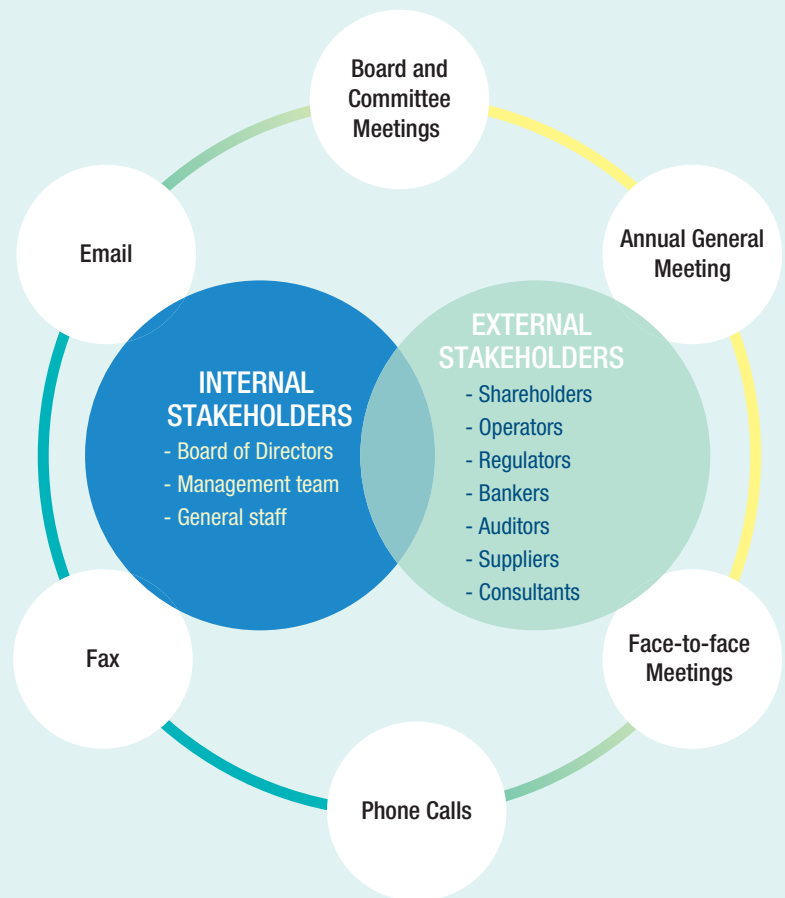 Board and
Committee
Meetings
Email
Annual General
Meeting
INTERNAL
STAKEHOLDERS
- Board of Directors
- Management team
- General staff
EXTERNAL
STAKEHOLDERS
- Shareholders
- Operators
- Regulators
- Bankers
- Auditors
- Suppliers
- Consultants
Fax
Face-to-face
Meetings
Phone Calls